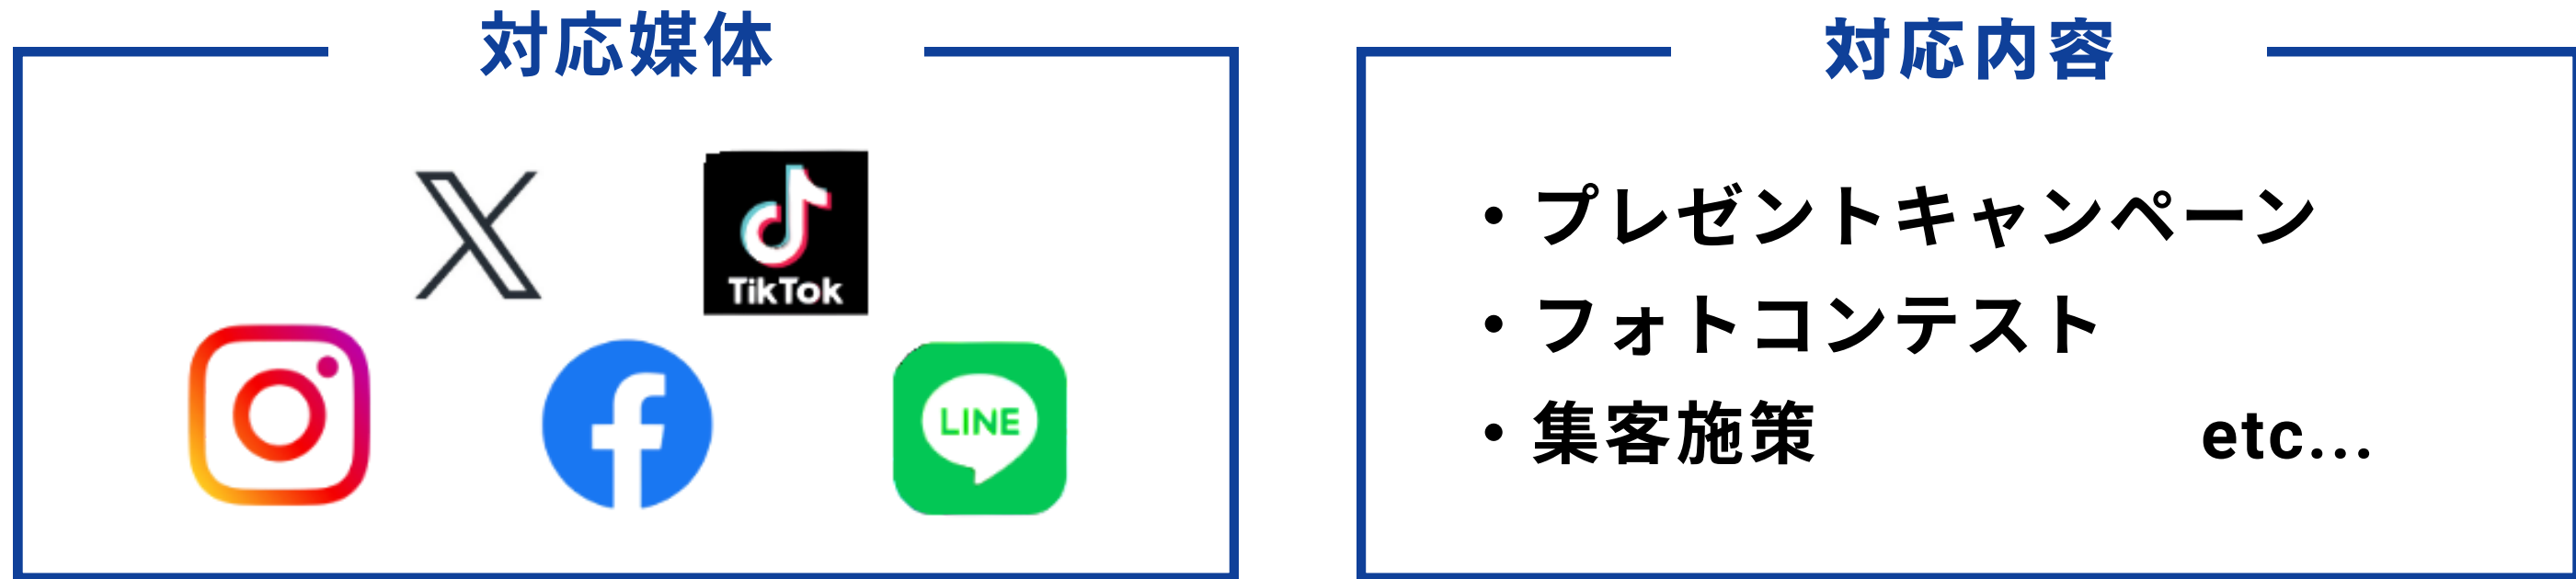 対応媒体
TikTok
LINE
対応内容
・プレゼントキャンペーン
・フォトコンテスト
・集客施策 etc...